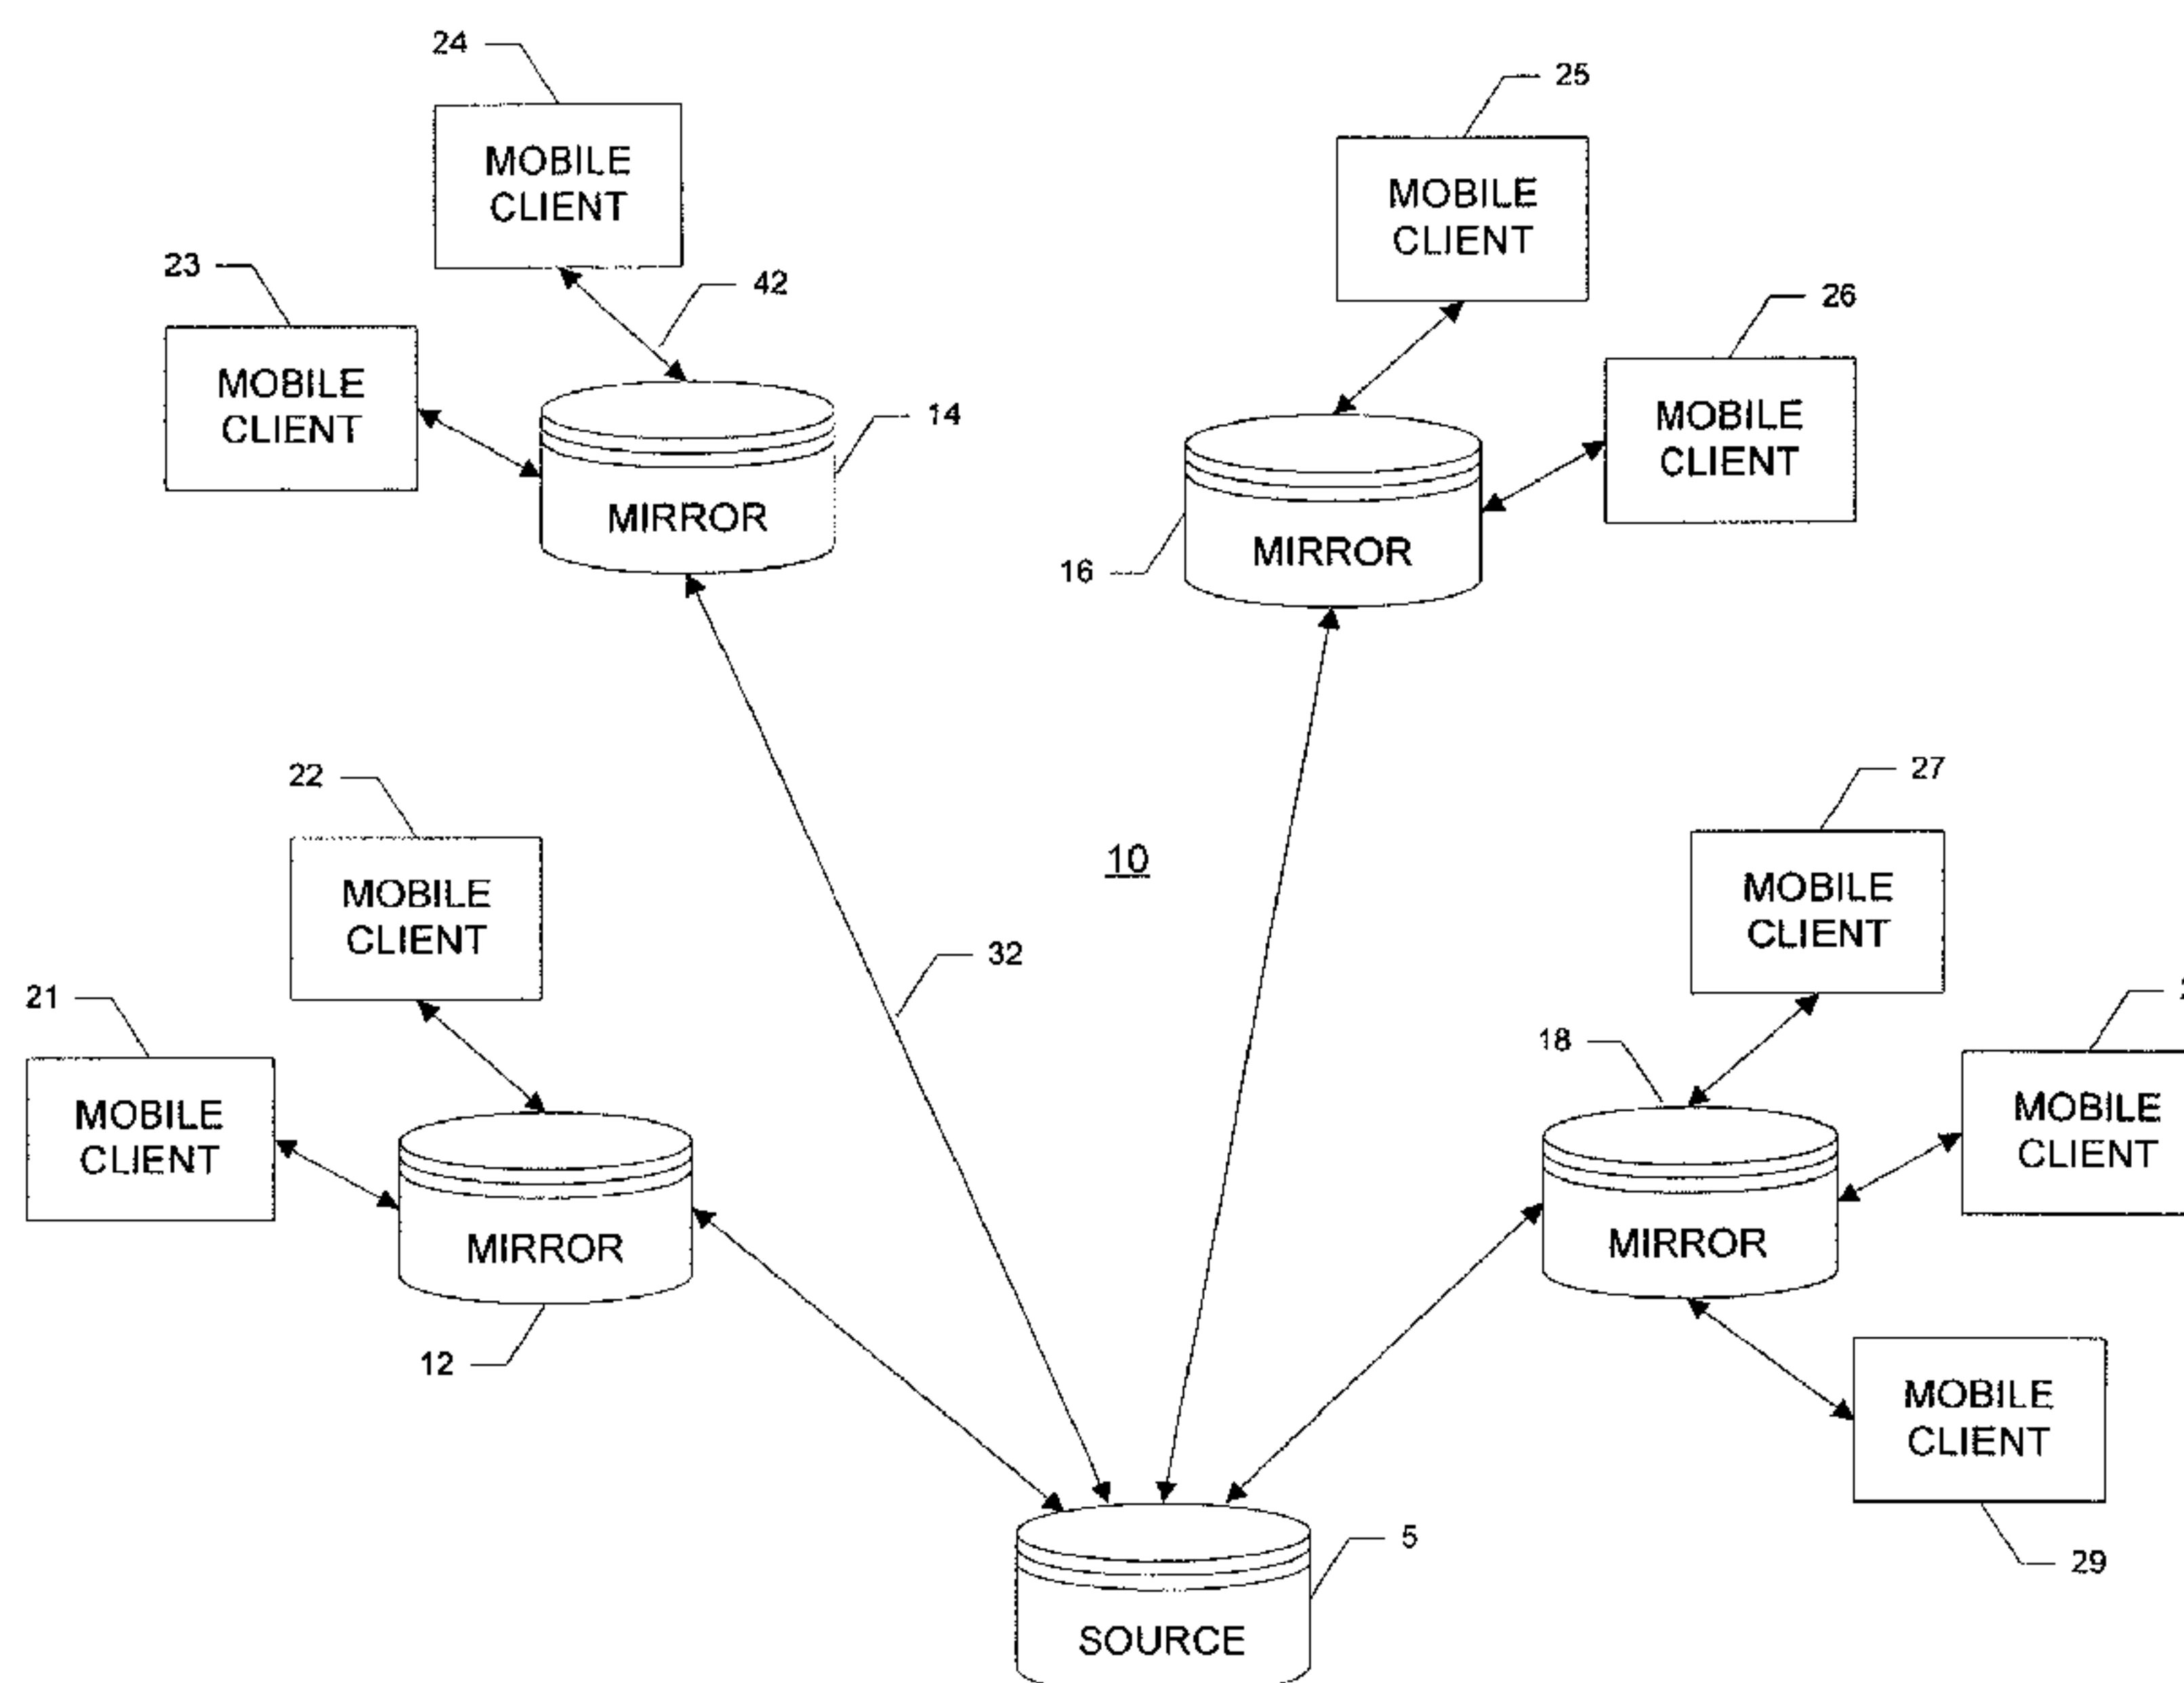 24
MOBILE
CLIENT
25
MOBILE
CLIENT
23
MOBILE
CLIENT
42
26
MOBILE
CLIENT
14
MIRROR
16
MIRROR
22
MOBILE
CLIENT
10
27
MOBILE
CLIENT
32
21
MOBILE
CLIENT
18
MOBILE
CLIENT
MIRROR
12
MIRROR
MOBILE
CLIENT
29
5
SOURCE